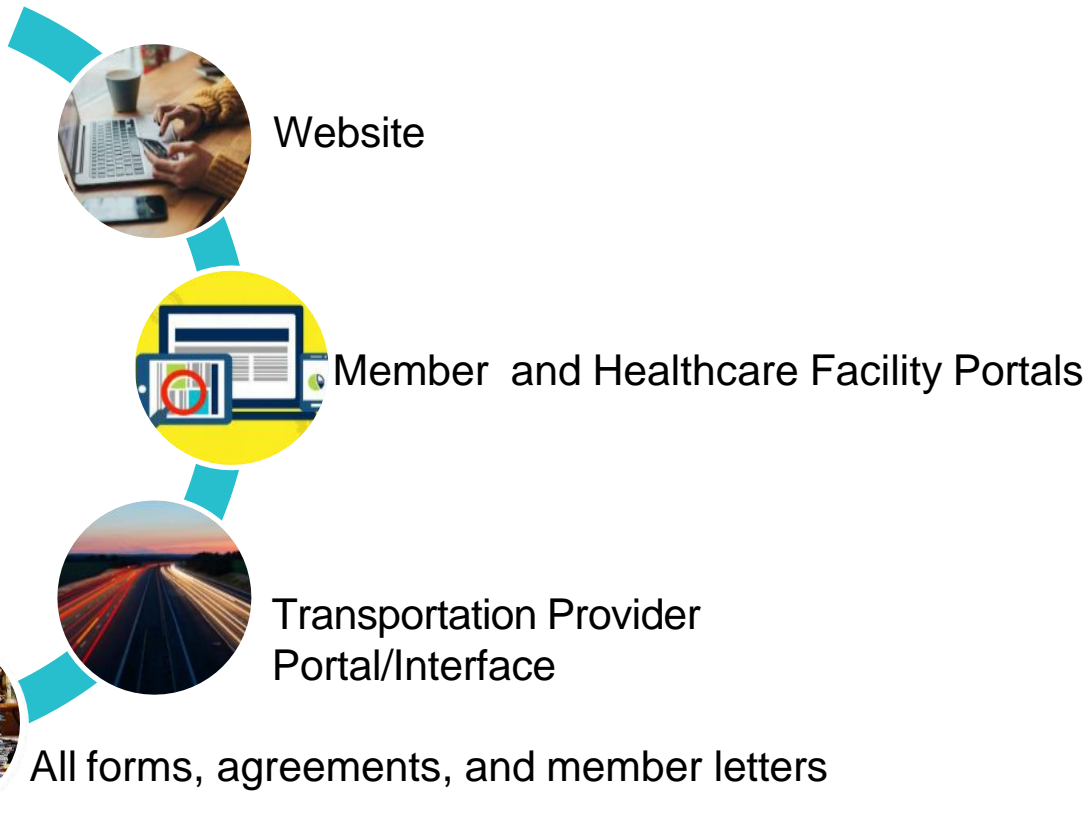 Website
Member  and Healthcare Facility Portals
Transportation Provider
Portal/Interface
All forms, agreements, and member letters